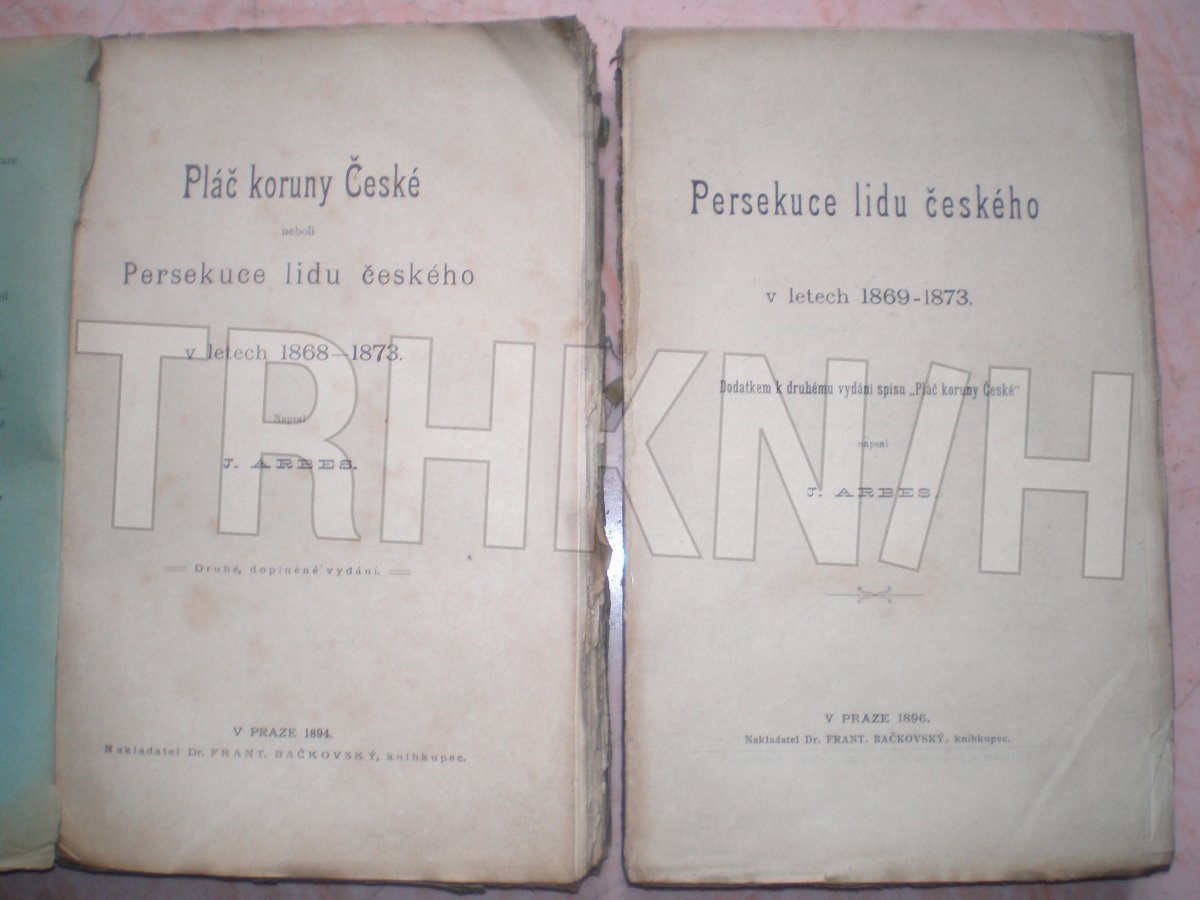 Pláč koruny České
neboli
Persekuce lidu českého
v letech 1868—1873.
Napsal
J. ARBES.
Druhé, doplněné vydání.
V PRAZE 1894.
Nakladatel Dr. FRANT. BAČKOVSKÝ, knihkupec.
Persekuce lidu českého
v letech 1869-1873.
Dodatkem k druhému vydání spisu „Pláč koruny České“
napsal
J. ARBES.
V PRAZE 1896.
Nakladatel Dr. FRANT. BAČKOVSKÝ, knihkupec.
TRHKN/H